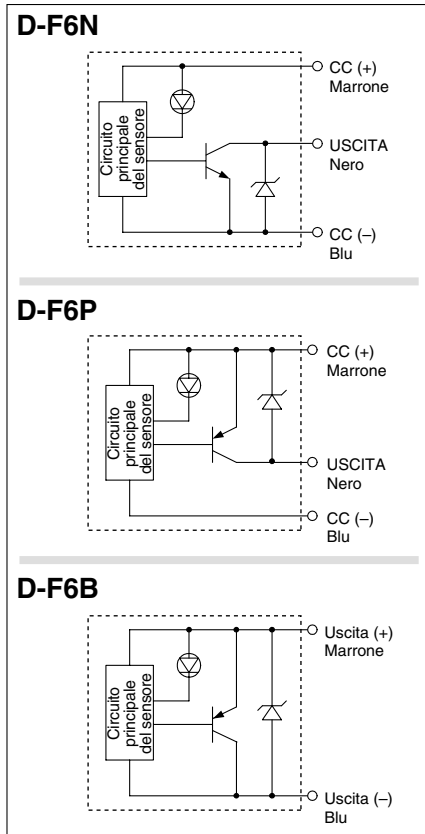 D-F6N
CC (+)
Marrone
Circuito
principale
del sensore
USCITA
Nero
CC (–)
Blu
D-F6P
CC (+)
Marrone
Circuito
principale
del sensore
USCITA
Nero
CC (–)
Blu
D-F6B
Uscita (+)
Marrone
Circuito
principale
del sensore
Uscita (–)
Blu